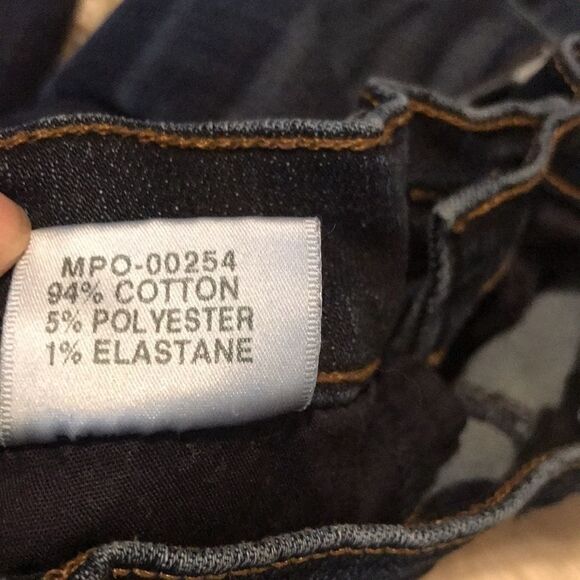 MPO-00254
94% COTTON
5% POLYESTER
1% ELASTANE